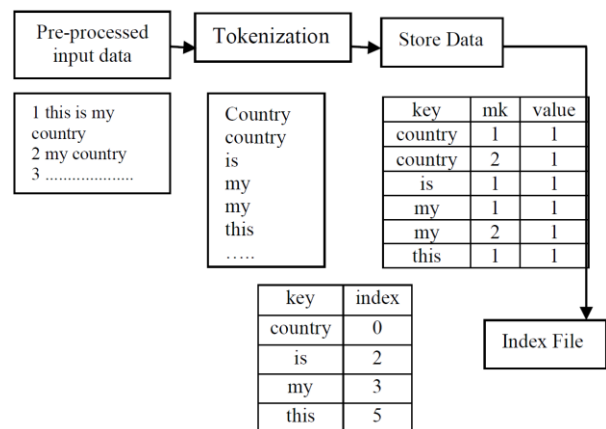 Pre-processed
input data
Tokenization
Store Data
1 this is my
country
2 my country
3 .....................
Country
country
is
my
my
this
.....
key mk value
country 1 1
country 2 1
is 1 1
my 1 1
my 2 1
this 1 1
key index
country 0
is 2
my 3
this 5
Index File